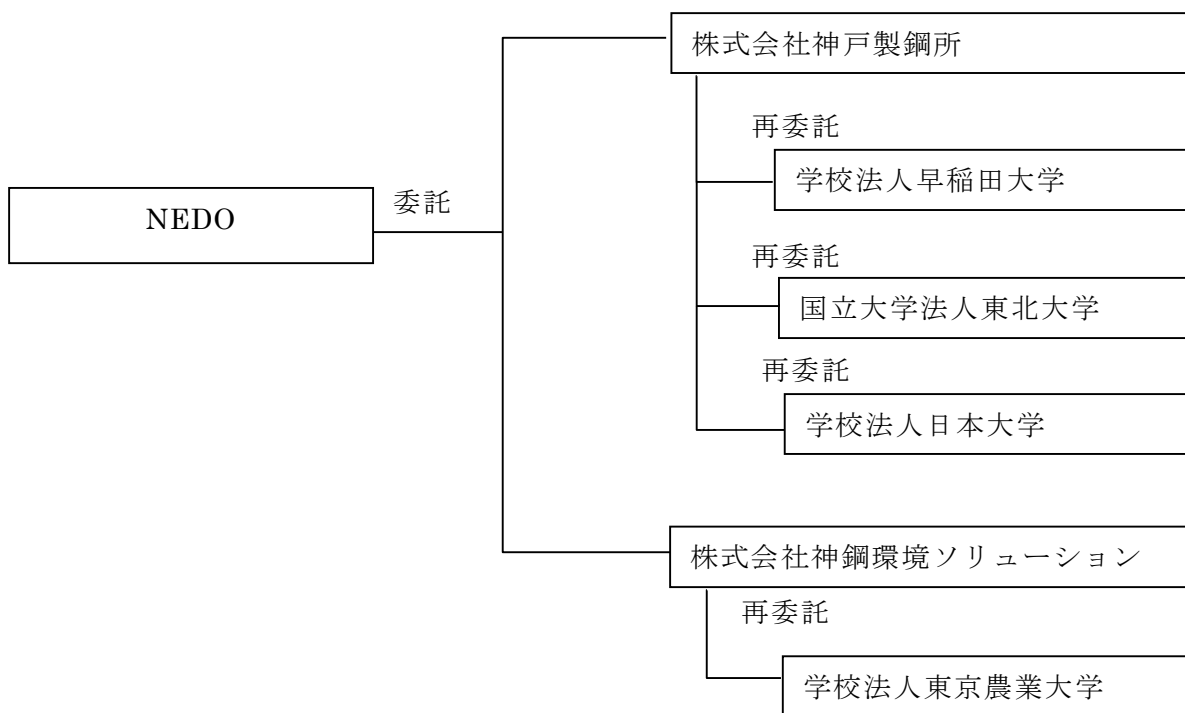 株式会社神戸製鋼所
再委託
学校法人早稲田大学
NEDO
委託
再委託
国立大学法人東北大学
再委託
学校法人日本大学
株式会社神鋼環境ソリューション
再委託
学校法人東京農業大学